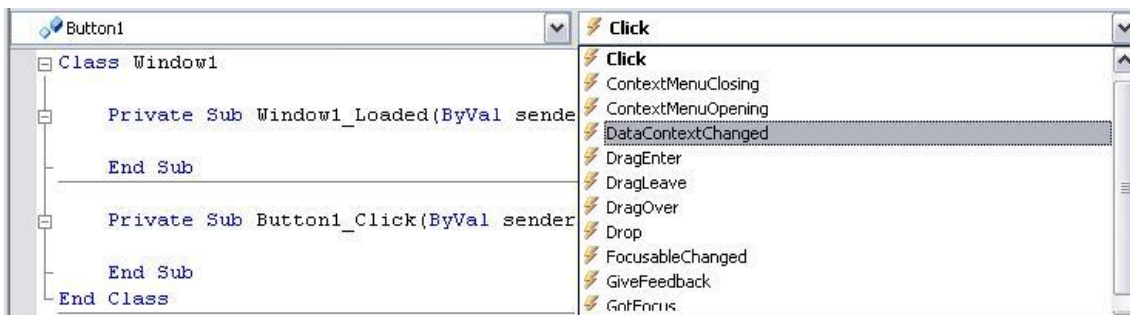 Button1
Click
Class Window1
Private Sub Window1_Loaded(ByVal sende
End Sub
Private Sub Button1_Click(ByVal sender
End Sub
End Class
Click
ContextMenuClosing
ContextMenuOpening
DataContextChanged
DragEnter
DragLeave
DragOver
Drop
FocusableChanged
GiveFeedback
GotFocus